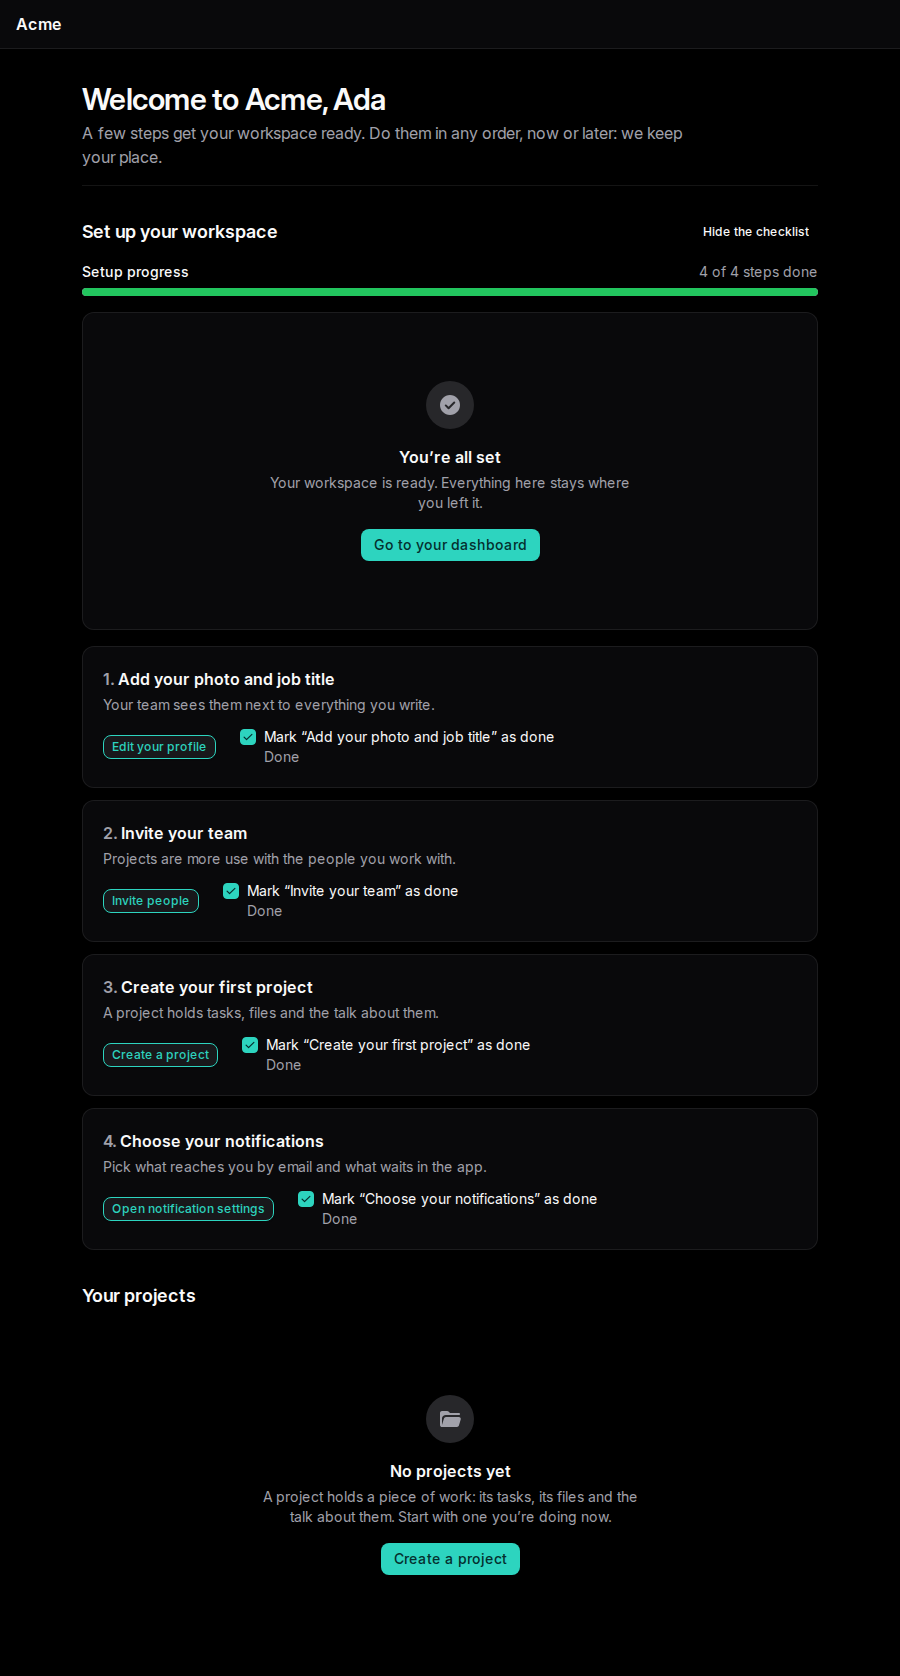 Acme
Welcome to Acme, Ada
A few steps get your workspace ready. Do them in any order, now or later: we keep
your place.
Set up your workspace
Hide the checklist
Setup progress
4 of 4 steps done
You’re all set
Your workspace is ready. Everything here stays where
you left it.
Go to your dashboard
1. Add your photo and job title
Your team sees them next to everything you write.
Edit your profile
Mark “Add your photo and job title” as done
Done
2. Invite your team
Projects are more use with the people you work with.
Invite people
Mark “Invite your team” as done
Done
3. Create your first project
A project holds tasks, files and the talk about them.
Create a project
Mark “Create your first project” as done
Done
4. Choose your notifications
Pick what reaches you by email and what waits in the app.
Open notification settings
Mark “Choose your notifications” as done
Done
Your projects
No projects yet
A project holds a piece of work: its tasks, its files and the
talk about them. Start with one you’re doing now.
Create a project